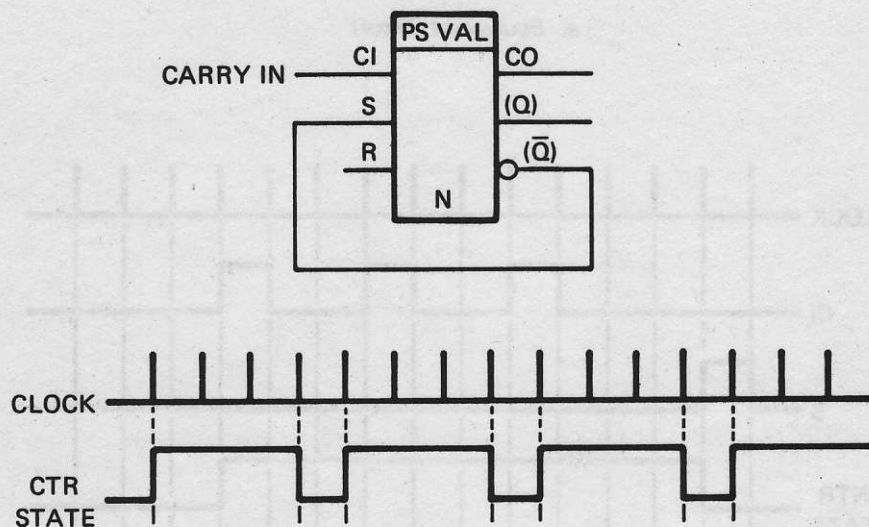 PS VAL
CARRY IN CI CO
S (Q)
R (Q̅)
N
CLOCK
CTR
STATE